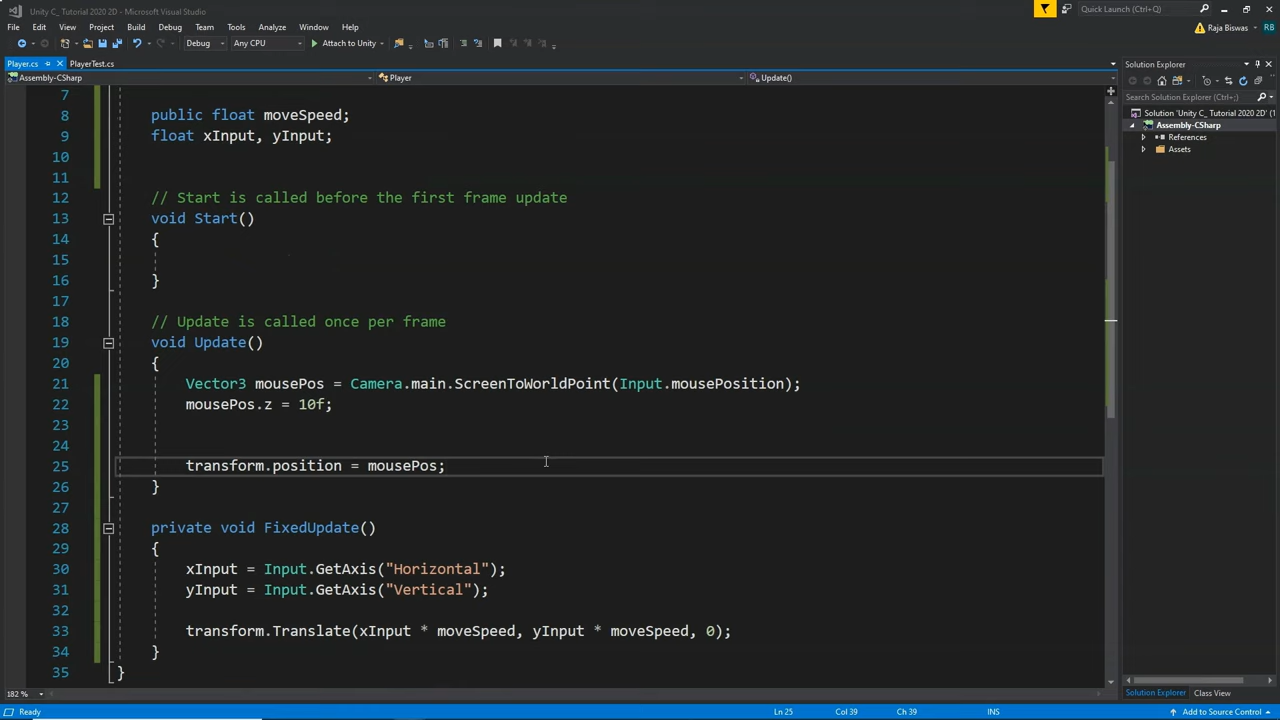 Unity C_ Tutorial 2020 2D - Microsoft Visual Studio
Quick Launch (Ctrl+Q)
File Edit View Project Build Debug Team Tools Analyze Window Help
Raja Biswas RB
Debug Any CPU Attach to Unity
Player.cs PlayerTest.cs
Assembly-CSharp Player Update()
7
8 public float moveSpeed;
9 float xInput, yInput;
10
11
12 // Start is called before the first frame update
13 void Start()
14 {
15
16 }
17
18 // Update is called once per frame
19 void Update()
20 {
21 Vector3 mousePos = Camera.main.ScreenToWorldPoint(Input.mousePosition);
22 mousePos.z = 10f;
23
24
25 transform.position = mousePos;
26 }
27
28 private void FixedUpdate()
29 {
30 xInput = Input.GetAxis("Horizontal");
31 yInput = Input.GetAxis("Vertical");
32
33 transform.Translate(xInput * moveSpeed, yInput * moveSpeed, 0);
34 }
35 }
182 %
Solution Explorer
Search Solution Explorer (Ctrl+;)
Solution 'Unity C_ Tutorial 2020 2D' (1
Assembly-CSharp
References
Assets
Solution Explorer Class View
Ready Ln 25 Col 39 Ch 39 INS Add to Source Control